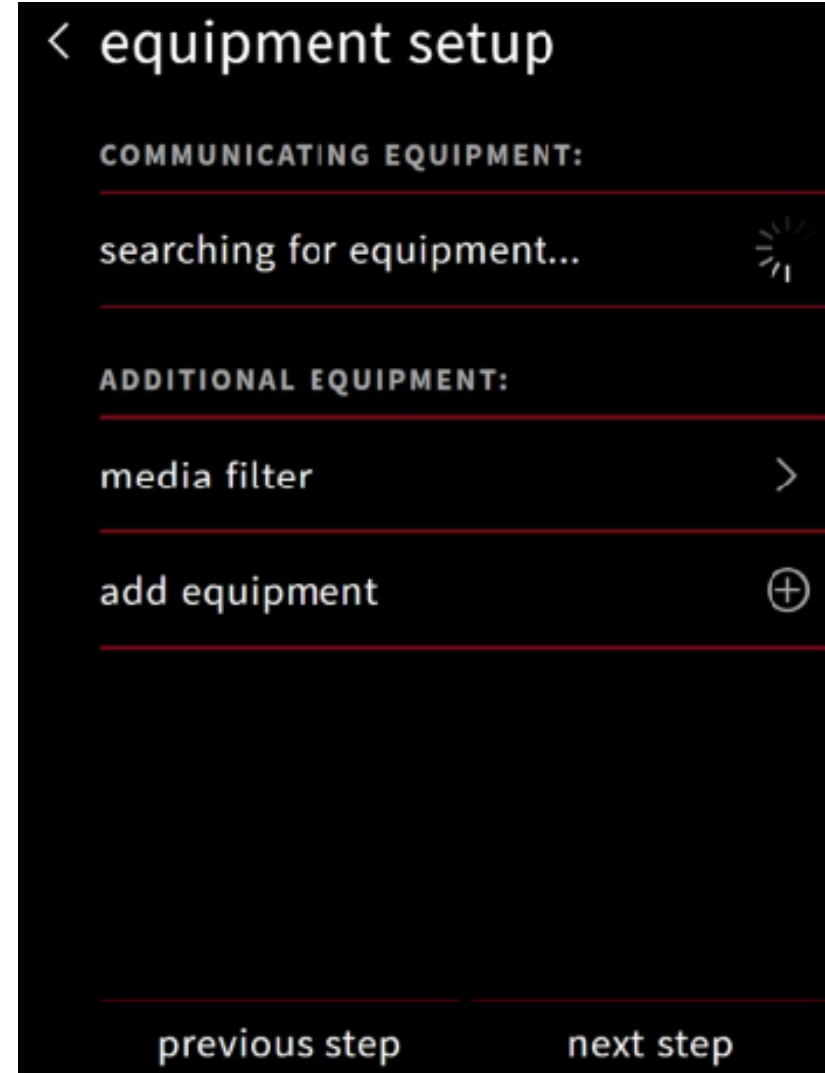 equipment setup
COMMUNICATING EQUIPMENT:
searching for equipment...
ADDITIONAL EQUIPMENT:
media filter
add equipment
previous step next step